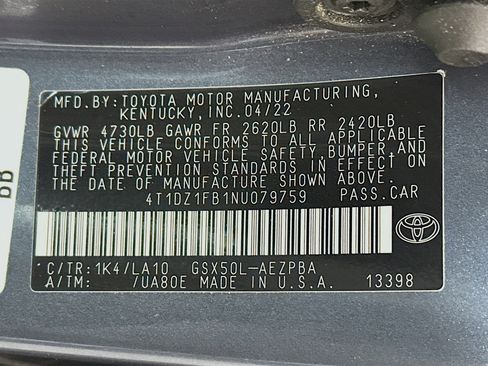 MFD.BY:TOYOTA MOTOR MANUFACTURING,
KENTUCKY,INC.04/22
GVWR 4730LB GAWR FR 2620LB RR 2420LB
THIS VEHICLE CONFORMS TO ALL APPLICABLE
FEDERAL MOTOR VEHICLE SAFETY,BUMPER,AND
THEFT PREVENTION STANDARDS IN EFFECT ON
THE DATE OF MANUFACTURE SHOWN ABOVE.
4T1DZ1FB1NU079759 PASS.CAR
C/TR:1K4/LA10 GSX50L-AEZPBA
A/TM: /UA80E MADE IN U.S.A. 13398